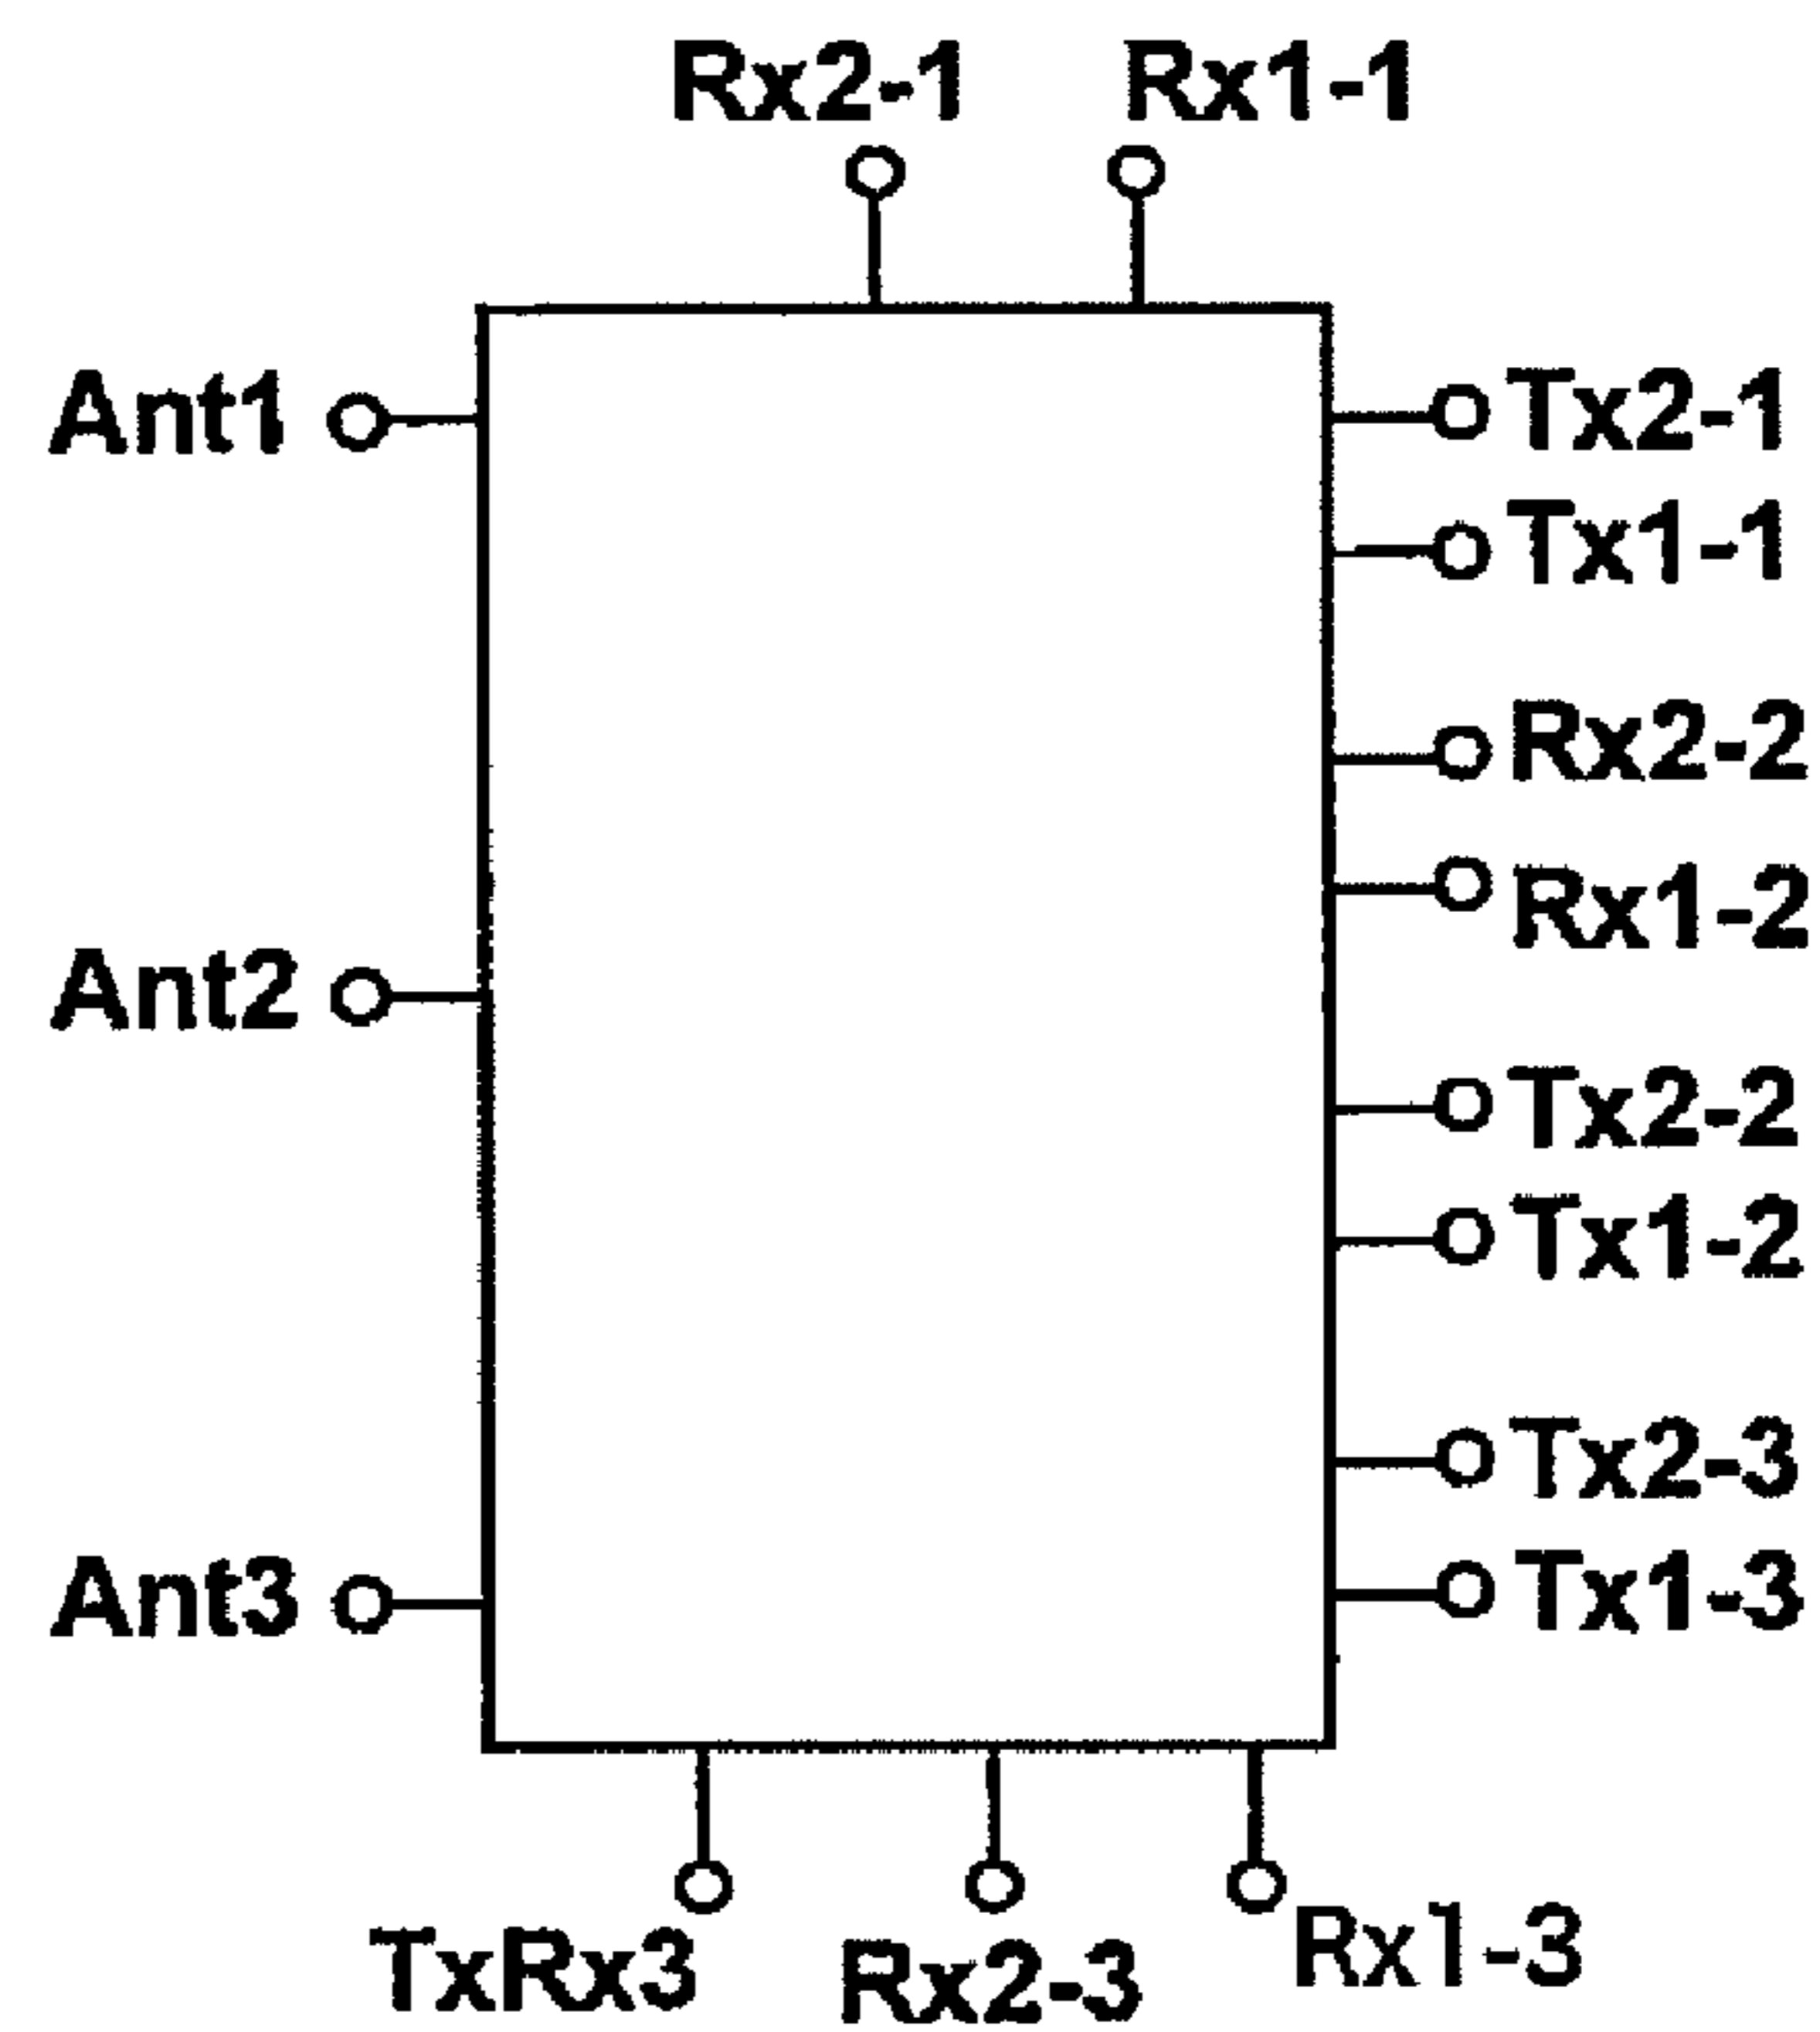 Rx2-1 Rx1-1
Ant1
Tx2-1
Tx1-1
Rx2-2
Rx1-2
Ant2
Tx2-2
Tx1-2
Tx2-3
Ant3
Tx1-3
TxRx3 Rx2-3 Rx1-3